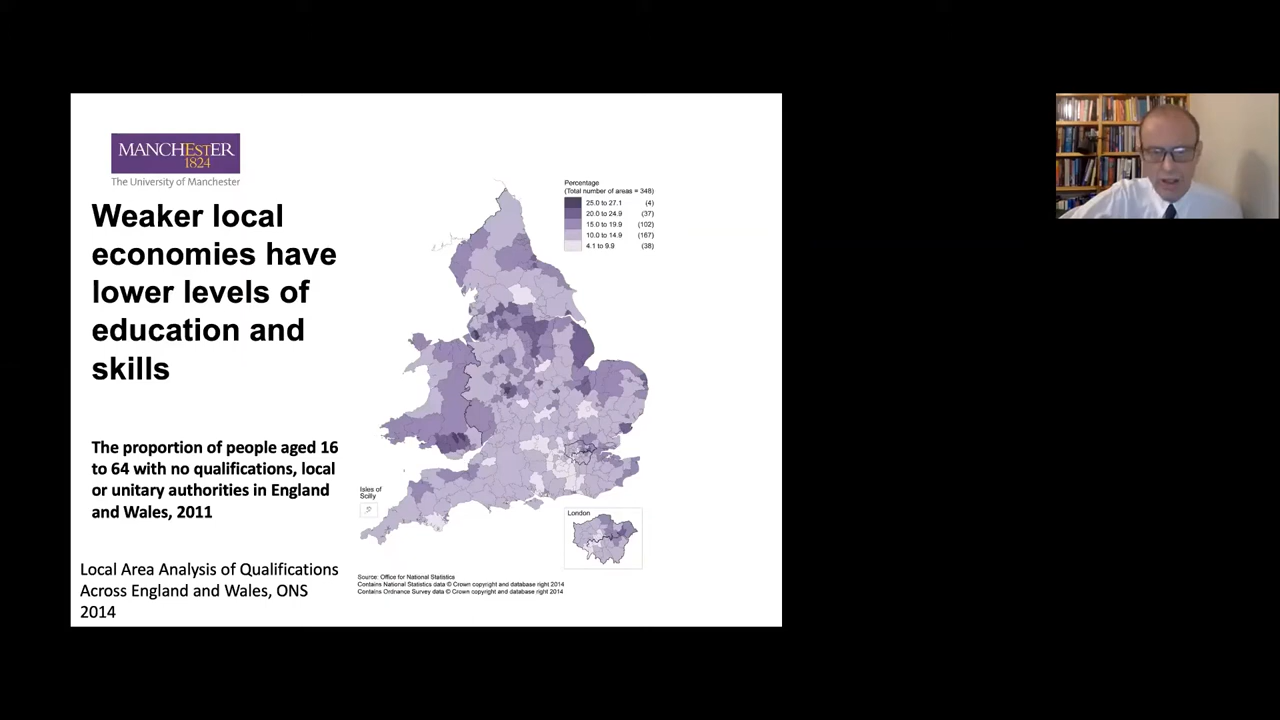 MANCHESTER
1824
The University of Manchester
Weaker local
economies have
lower levels of
education and
skills
The proportion of people aged 16
to 64 with no qualifications, local
or unitary authorities in England
and Wales, 2011
Local Area Analysis of Qualifications
Across England and Wales, ONS
2014
Percentage
(Total number of areas = 348)
25.0 to 27.1 (4)
20.0 to 24.9 (37)
15.0 to 19.9 (102)
10.0 to 14.9 (167)
4.1 to 9.9 (38)
Isles of
Scilly
London
Source: Office for National Statistics
Contains National Statistics data © Crown copyright and database right 2014
Contains Ordnance Survey data © Crown copyright and database right 2014